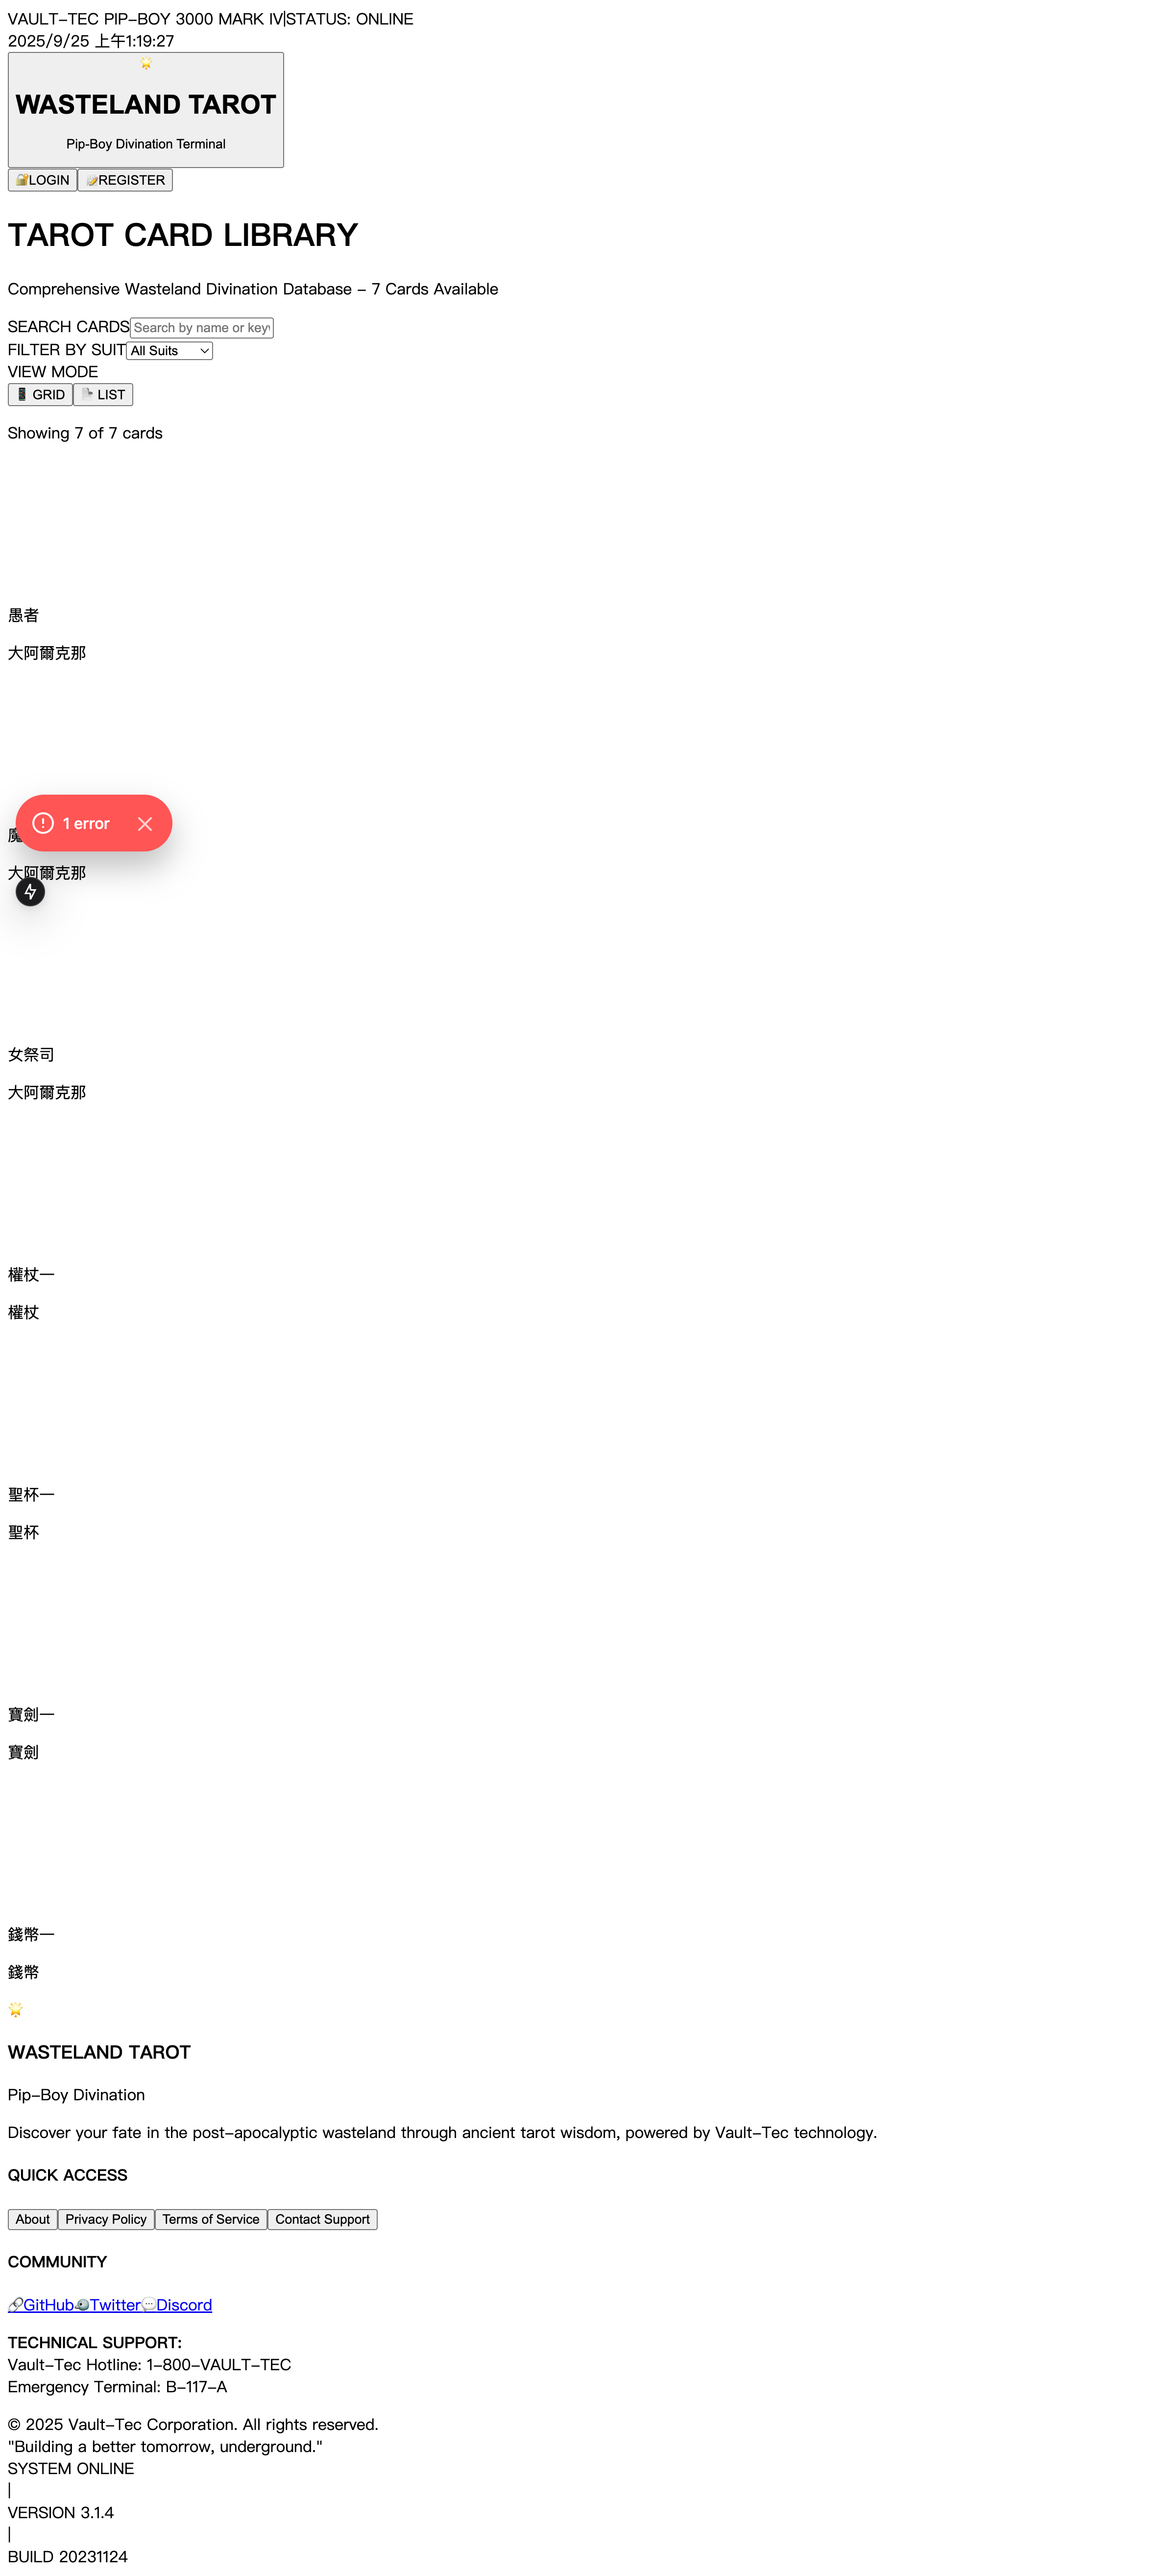 VAULT-TEC PIP-BOY 3000 MARK IV|STATUS: ONLINE
2025/9/25 上午1:19:27
WASTELAND TAROT
Pip-Boy Divination Terminal
LOGIN REGISTER
TAROT CARD LIBRARY
Comprehensive Wasteland Divination Database - 7 Cards Available
SEARCH CARDS Search by name or key
FILTER BY SUIT All Suits
VIEW MODE
GRID LIST
Showing 7 of 7 cards
愚者
大阿爾克那
1 error
大阿爾克那
女祭司
大阿爾克那
權杖一
權杖
聖杯一
聖杯
寶劍一
寶劍
錢幣一
錢幣
WASTELAND TAROT
Pip-Boy Divination
Discover your fate in the post-apocalyptic wasteland through ancient tarot wisdom, powered by Vault-Tec technology.
QUICK ACCESS
About Privacy Policy Terms of Service Contact Support
COMMUNITY
GitHub Twitter Discord
TECHNICAL SUPPORT:
Vault-Tec Hotline: 1-800-VAULT-TEC
Emergency Terminal: B-117-A
© 2025 Vault-Tec Corporation. All rights reserved.
"Building a better tomorrow, underground."
SYSTEM ONLINE
|
VERSION 3.1.4
|
BUILD 20231124